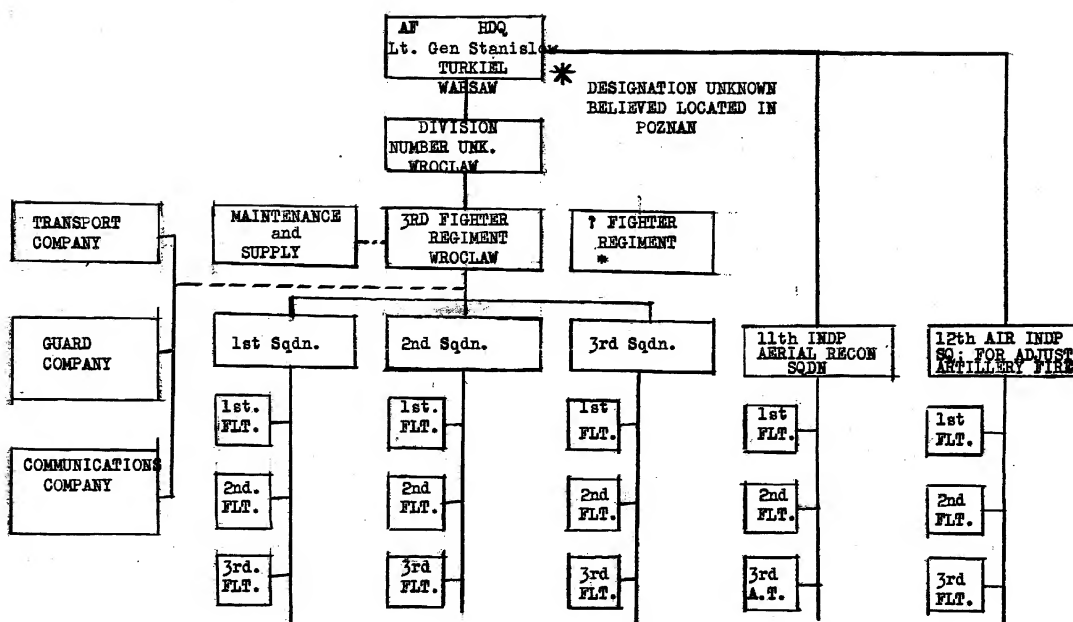 AF HDQ
Lt. Gen Stanislow
TURKIEL
WARSAW
* DESIGNATION UNKNOWN
BELIEVED LOCATED IN
POZNAN
DIVISION
NUMBER UNK.
WROCLAW
TRANSPORT
COMPANY
MAINTENANCE
and
SUPPLY
3RD FIGHTER
REGIMENT
WROCLAW
? FIGHTER
REGIMENT
*
GUARD
COMPANY
1st Sqdn.
2nd Sqdn.
3rd Sqdn.
11th INDP
AERIAL RECON
SQDN
12th AIR INDP
SQ: FOR ADJUST
ARTILLERY FIRE
COMMUNICATIONS
COMPANY
1st.
FLT.
1st.
FLT.
1st
FLT.
1st
FLT.
1st
FLT.
2nd.
FLT.
2nd
FLT.
2nd
FLT.
2nd
FLT.
2nd
FLT.
3rd.
FLT.
3rd
FLT.
3rd
FLT.
3rd
A.T.
3rd
FLT.